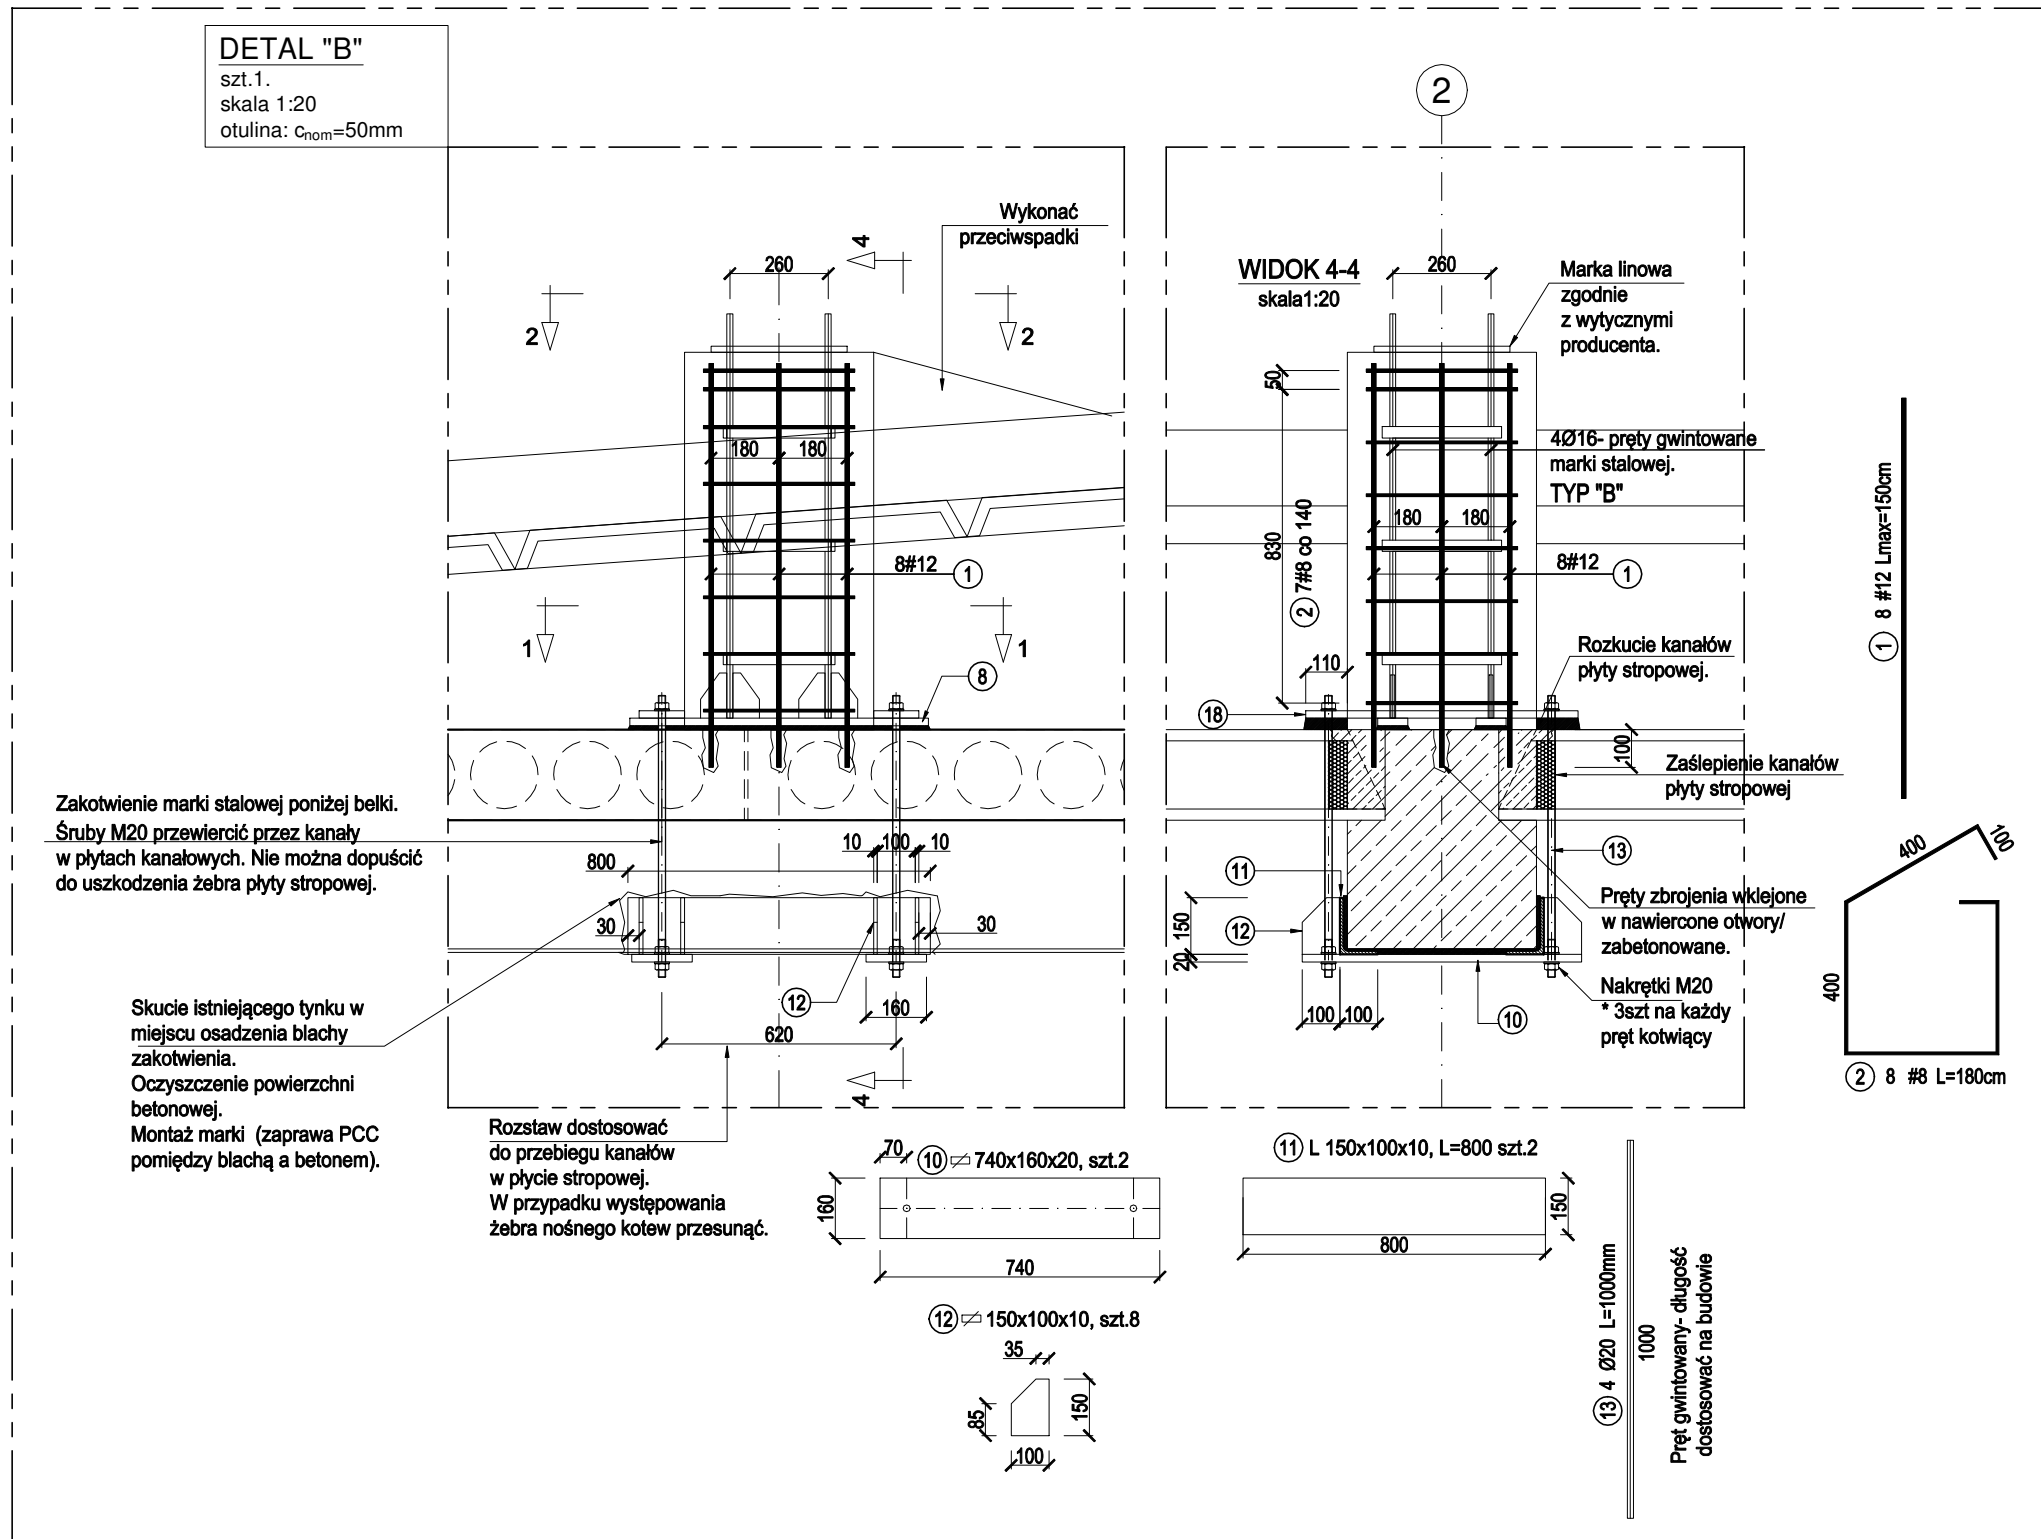 DETAL "B"
szt.1.
skala 1:20
otulina: cnom=50mm
2
Wykonać
przeciwspadki
4
260
2
2
180
180
8#12
1
1
1
8
WIDOK 4-4
skala1:20
260
Marka linowa
zgodnie
z wytycznymi
producenta.
50
4Ø16- pręty gwintowane
marki stalowej.
TYP "B"
180
180
830
2 7#8 co 140
8#12
1
Rozkucie kanałów
płyty stropowej.
110
18
100
Zaślepienie kanałów
płyty stropowej
1 8 #12 Lmax=150cm
Zakotwienie marki stalowej poniżej belki.
Śruby M20 przewiercić przez kanały
w płytach kanałowych. Nie można dopuścić
do uszkodzenia żebra płyty stropowej.
10
100
10
800
30
30
12
160
620
4
Skucie istniejącego tynku w
miejscu osadzenia blachy
zakotwienia.
Oczyszczenie powierzchni
betonowej.
Montaż marki (zaprawa PCC
pomiędzy blachą a betonem).
Rozstaw dostosować
do przebiegu kanałów
w płycie stropowej.
W przypadku występowania
żebra nośnego kotew przesunąć.
13
11
12
150
20
100
100
10
Pręty zbrojenia wklejone
w nawiercone otwory/
zabetonowane.
Nakrętki M20
* 3szt na każdy
pręt kotwiący
400
100
400
2 8 #8 L=180cm
70
10 740x160x20, szt.2
160
740
11 L 150x100x10, L=800 szt.2
150
800
12 150x100x10, szt.8
35
85
150
100
13 4 Ø20 L=1000mm
1000
Pręt gwintowany- długość
dostosować na budowie